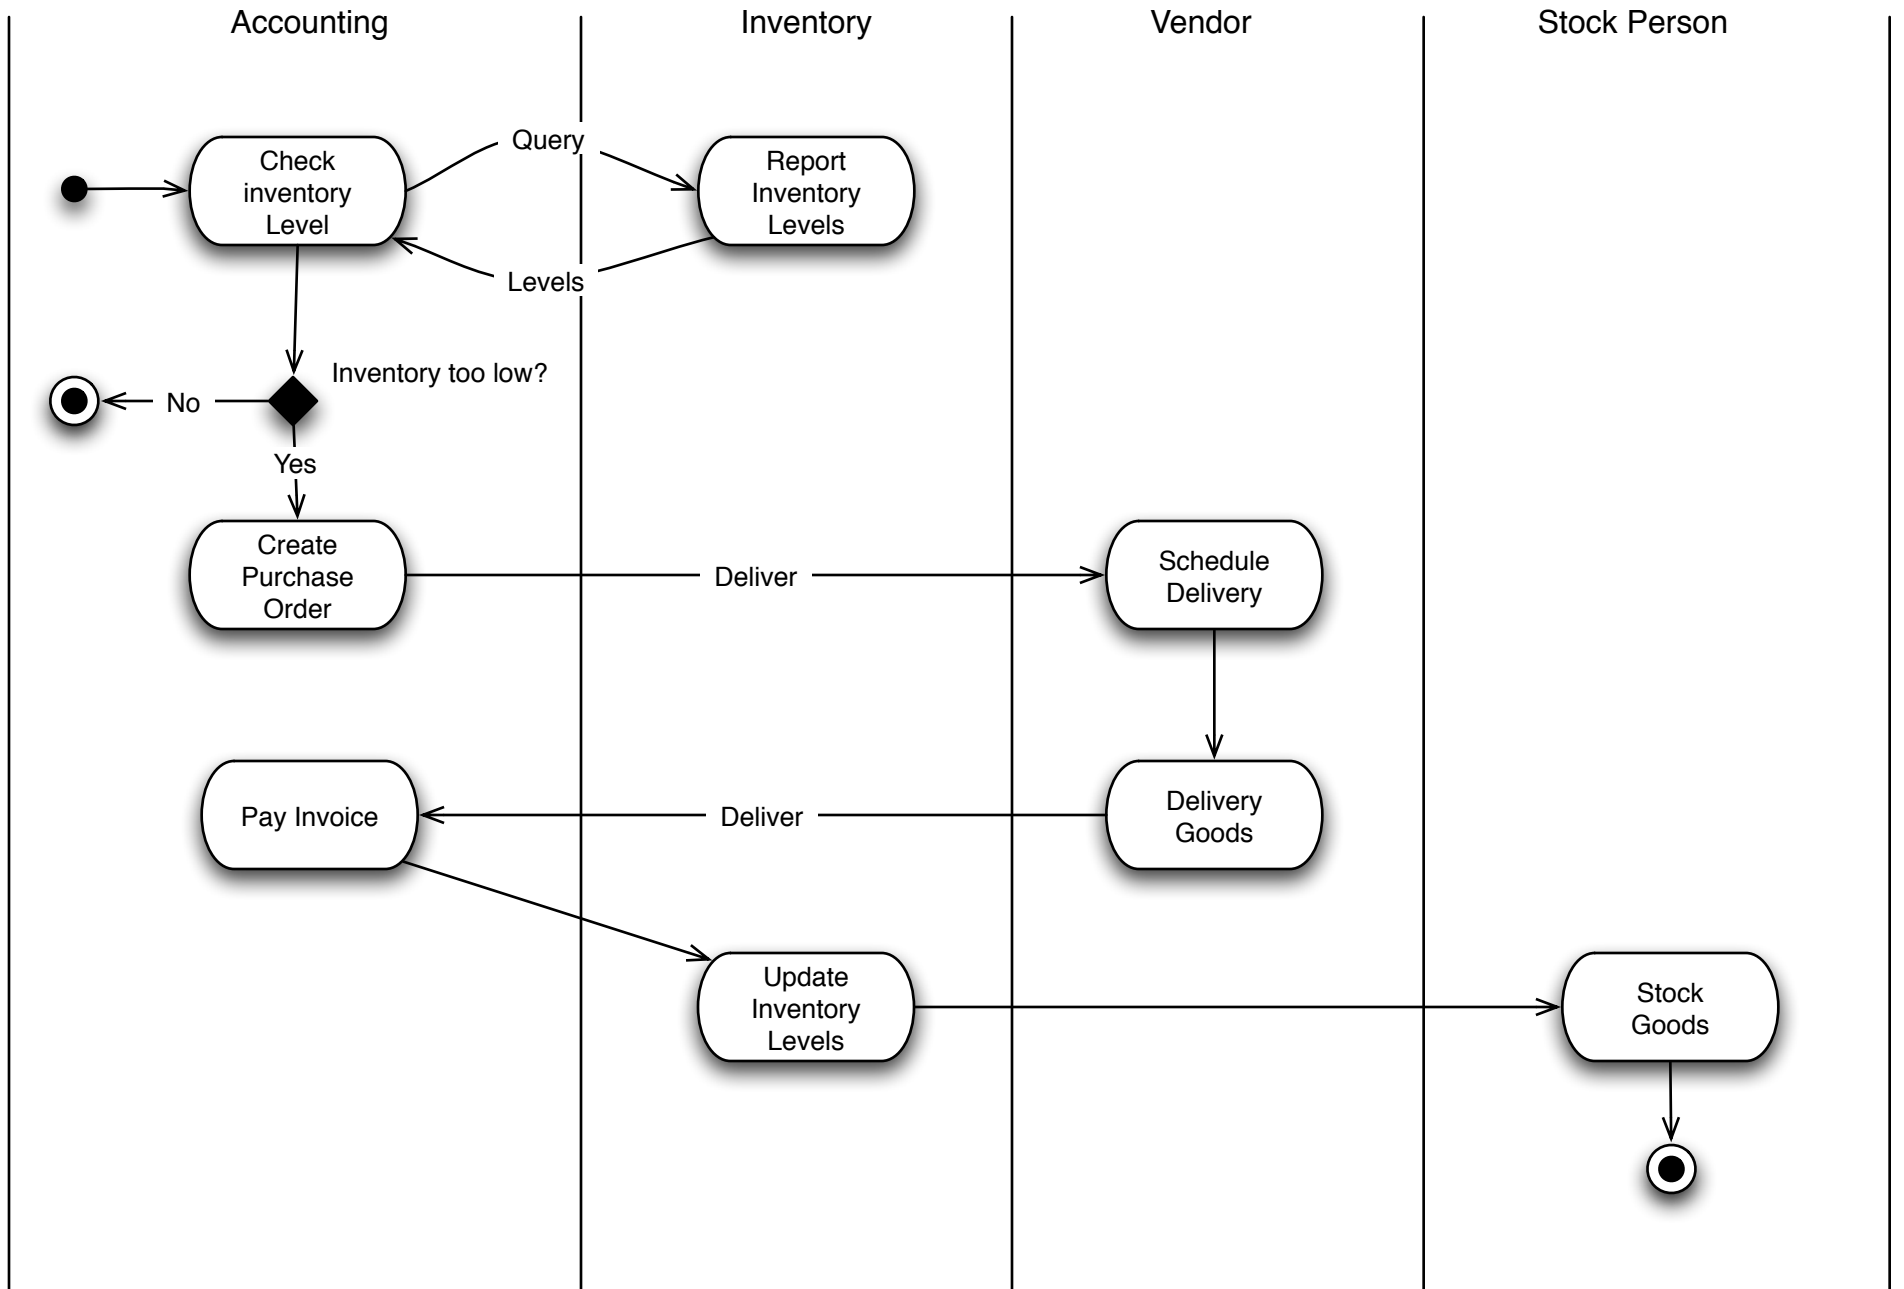 Accounting
Inventory
Vendor
Stock Person
Check
inventory
Level
Query
Report
Inventory
Levels
Levels
Inventory too low?
No
Yes
Create
Purchase
Order
Deliver
Schedule
Delivery
Pay Invoice
Deliver
Delivery
Goods
Update
Inventory
Levels
Stock
Goods